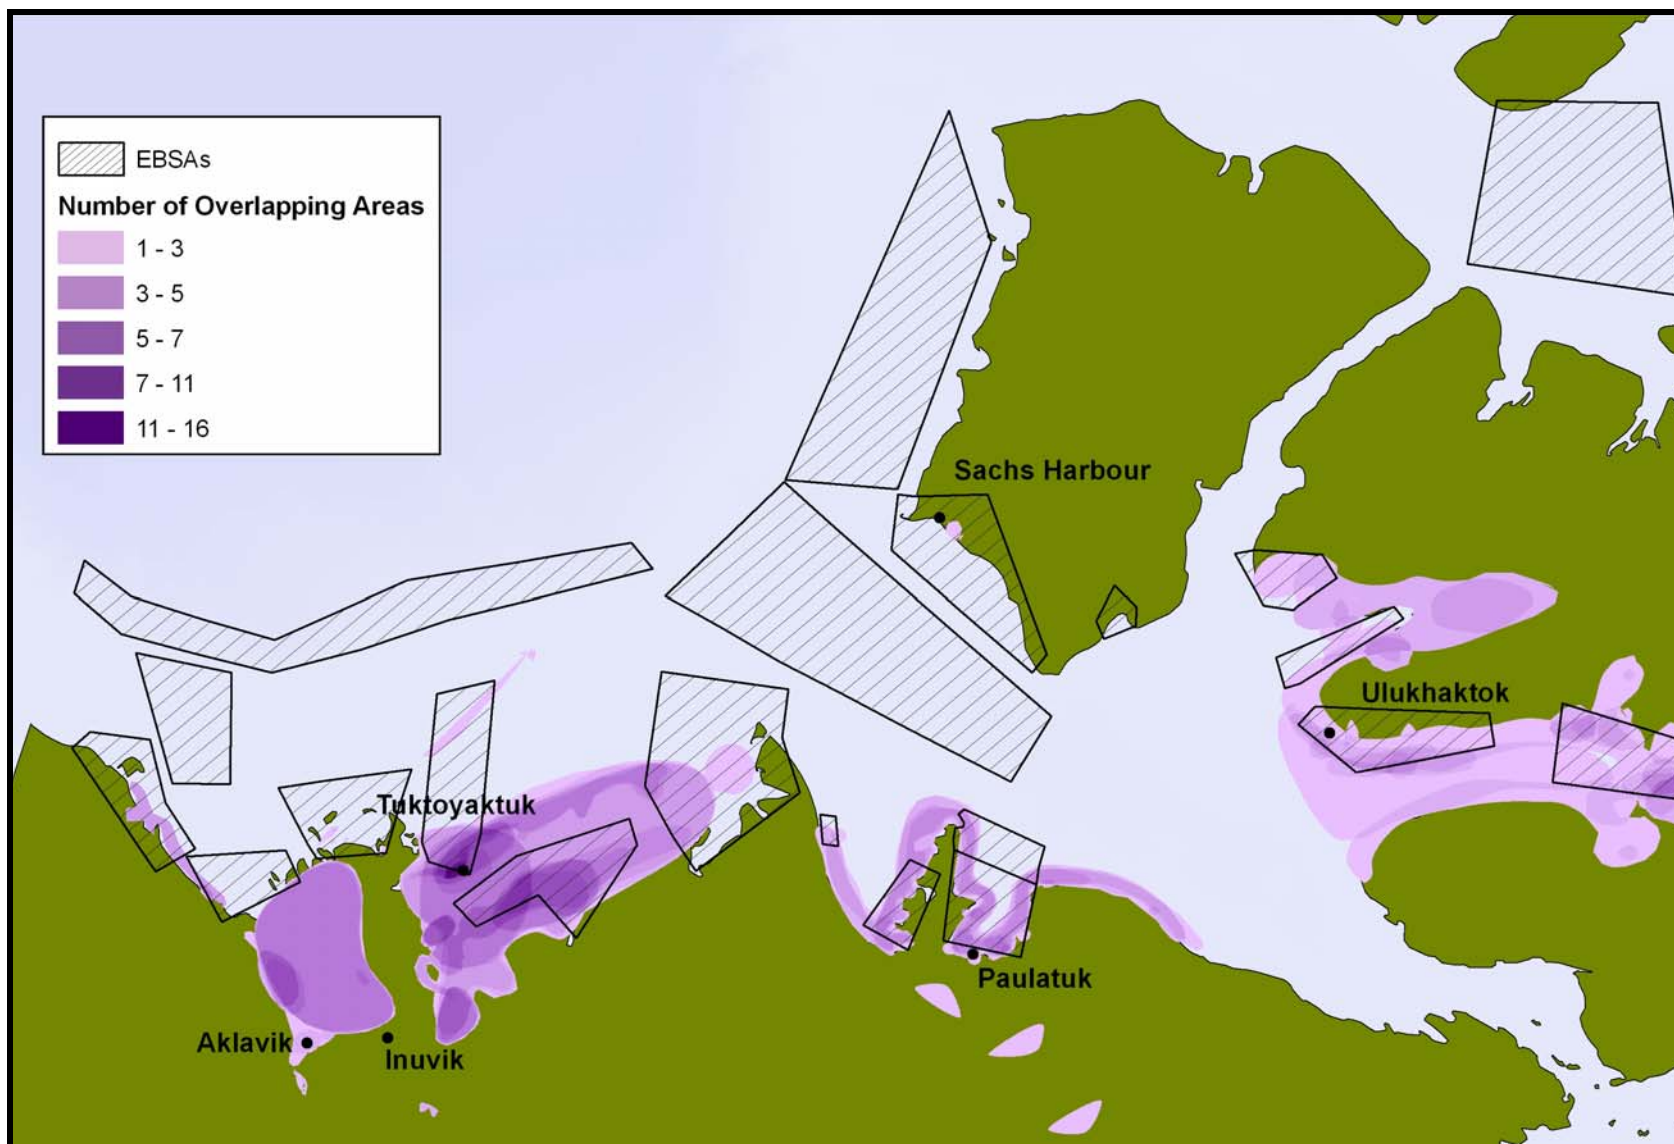 EBSAs
Number of Overlapping Areas
1 - 3
3 - 5
5 - 7
7 - 11
11 - 16
Sachs Harbour
Ulukhaktok
Tuktoyaktuk
Paulatuk
Aklavik
Inuvik